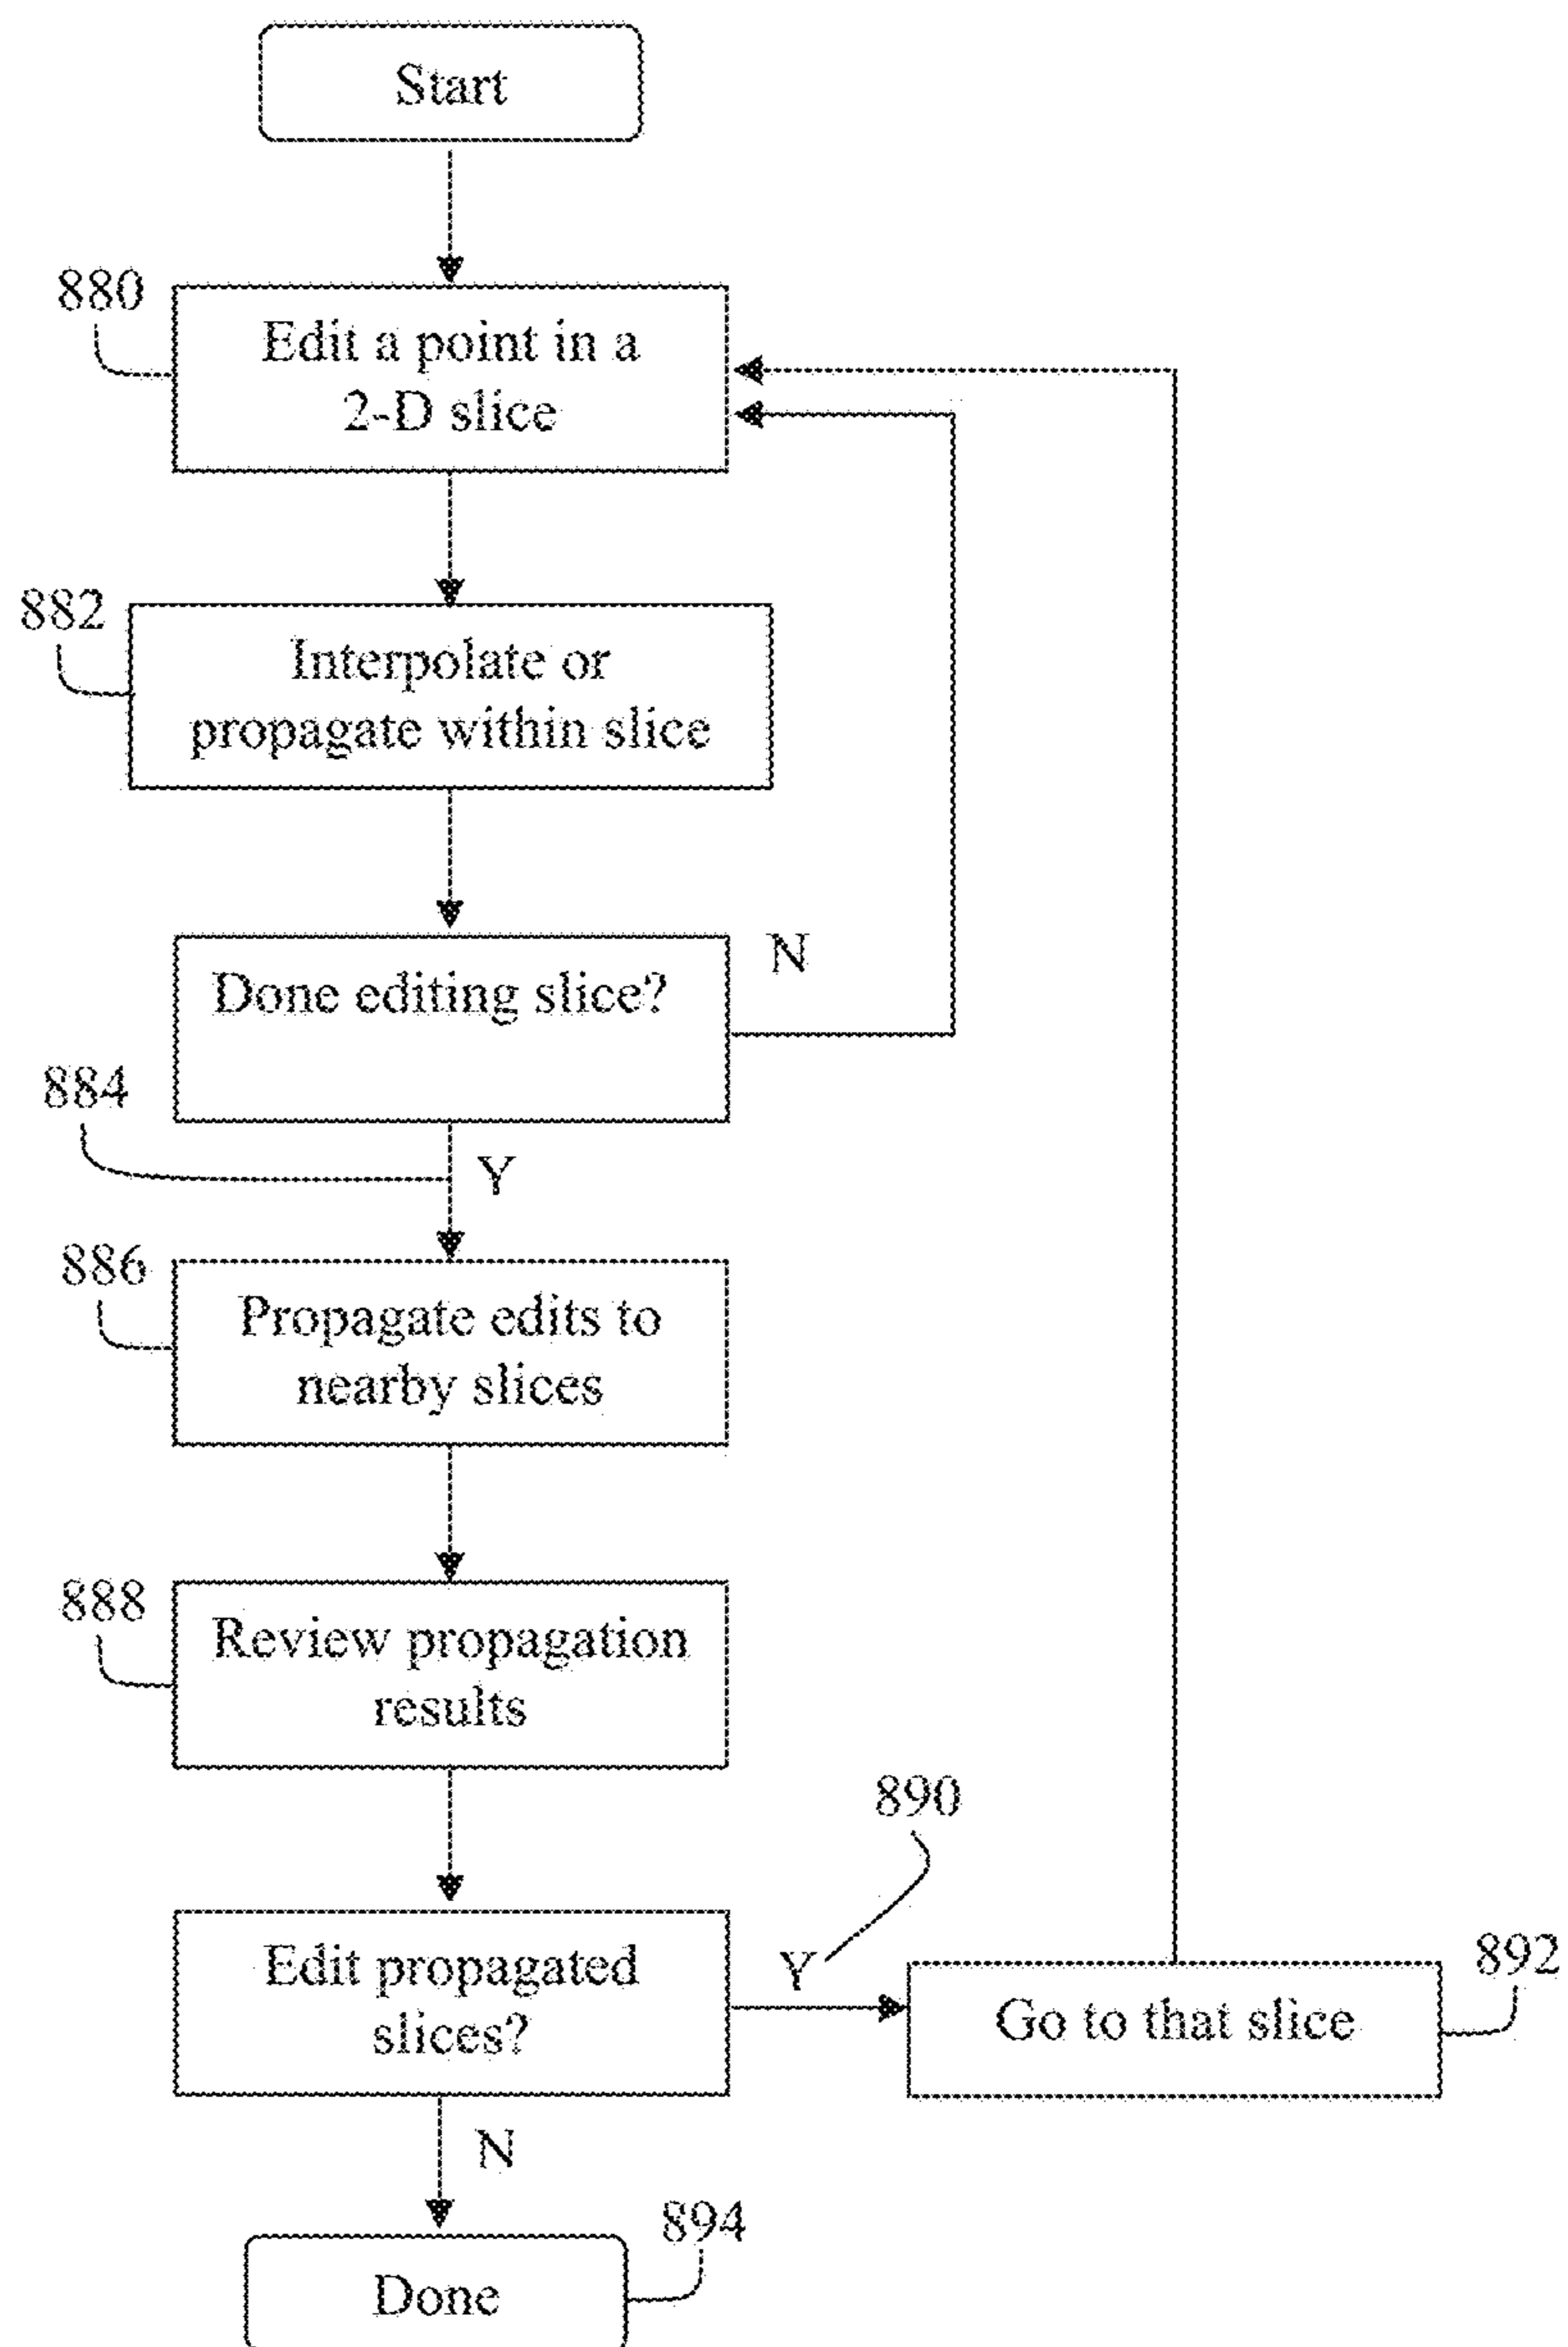 Start
880
Edit a point in a
2-D slice
882
Interpolate or
propagate within slice
Done editing slice?
N
884
Y
886
Propagate edits to
nearby slices
888
Review propagation
results
890
Edit propagated
slices?
Y
892
Go to that slice
N
894
Done